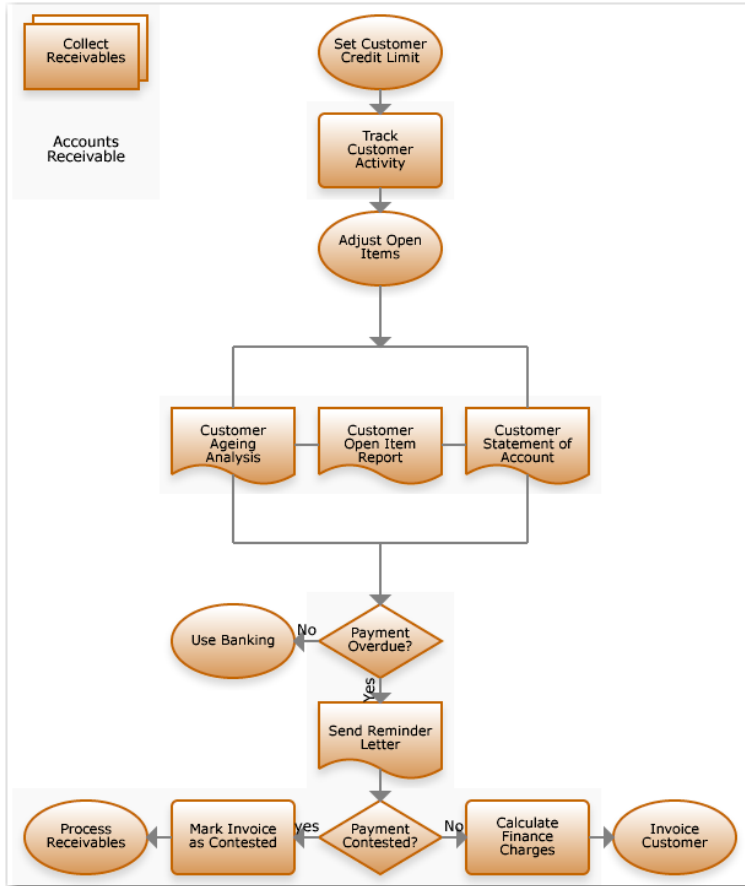 Collect
Receivables
Accounts
Receivable
Set Customer
Credit Limit
Track
Customer
Activity
Adjust Open
Items
Customer
Ageing
Analysis
Customer
Open Item
Report
Customer
Statement of
Account
Use Banking
No
Payment
Overdue?
Yes
Send Reminder
Letter
Process
Receivables
Mark Invoice
as Contested
yes
Payment
Contested?
No
Calculate
Finance
Charges
Invoice
Customer